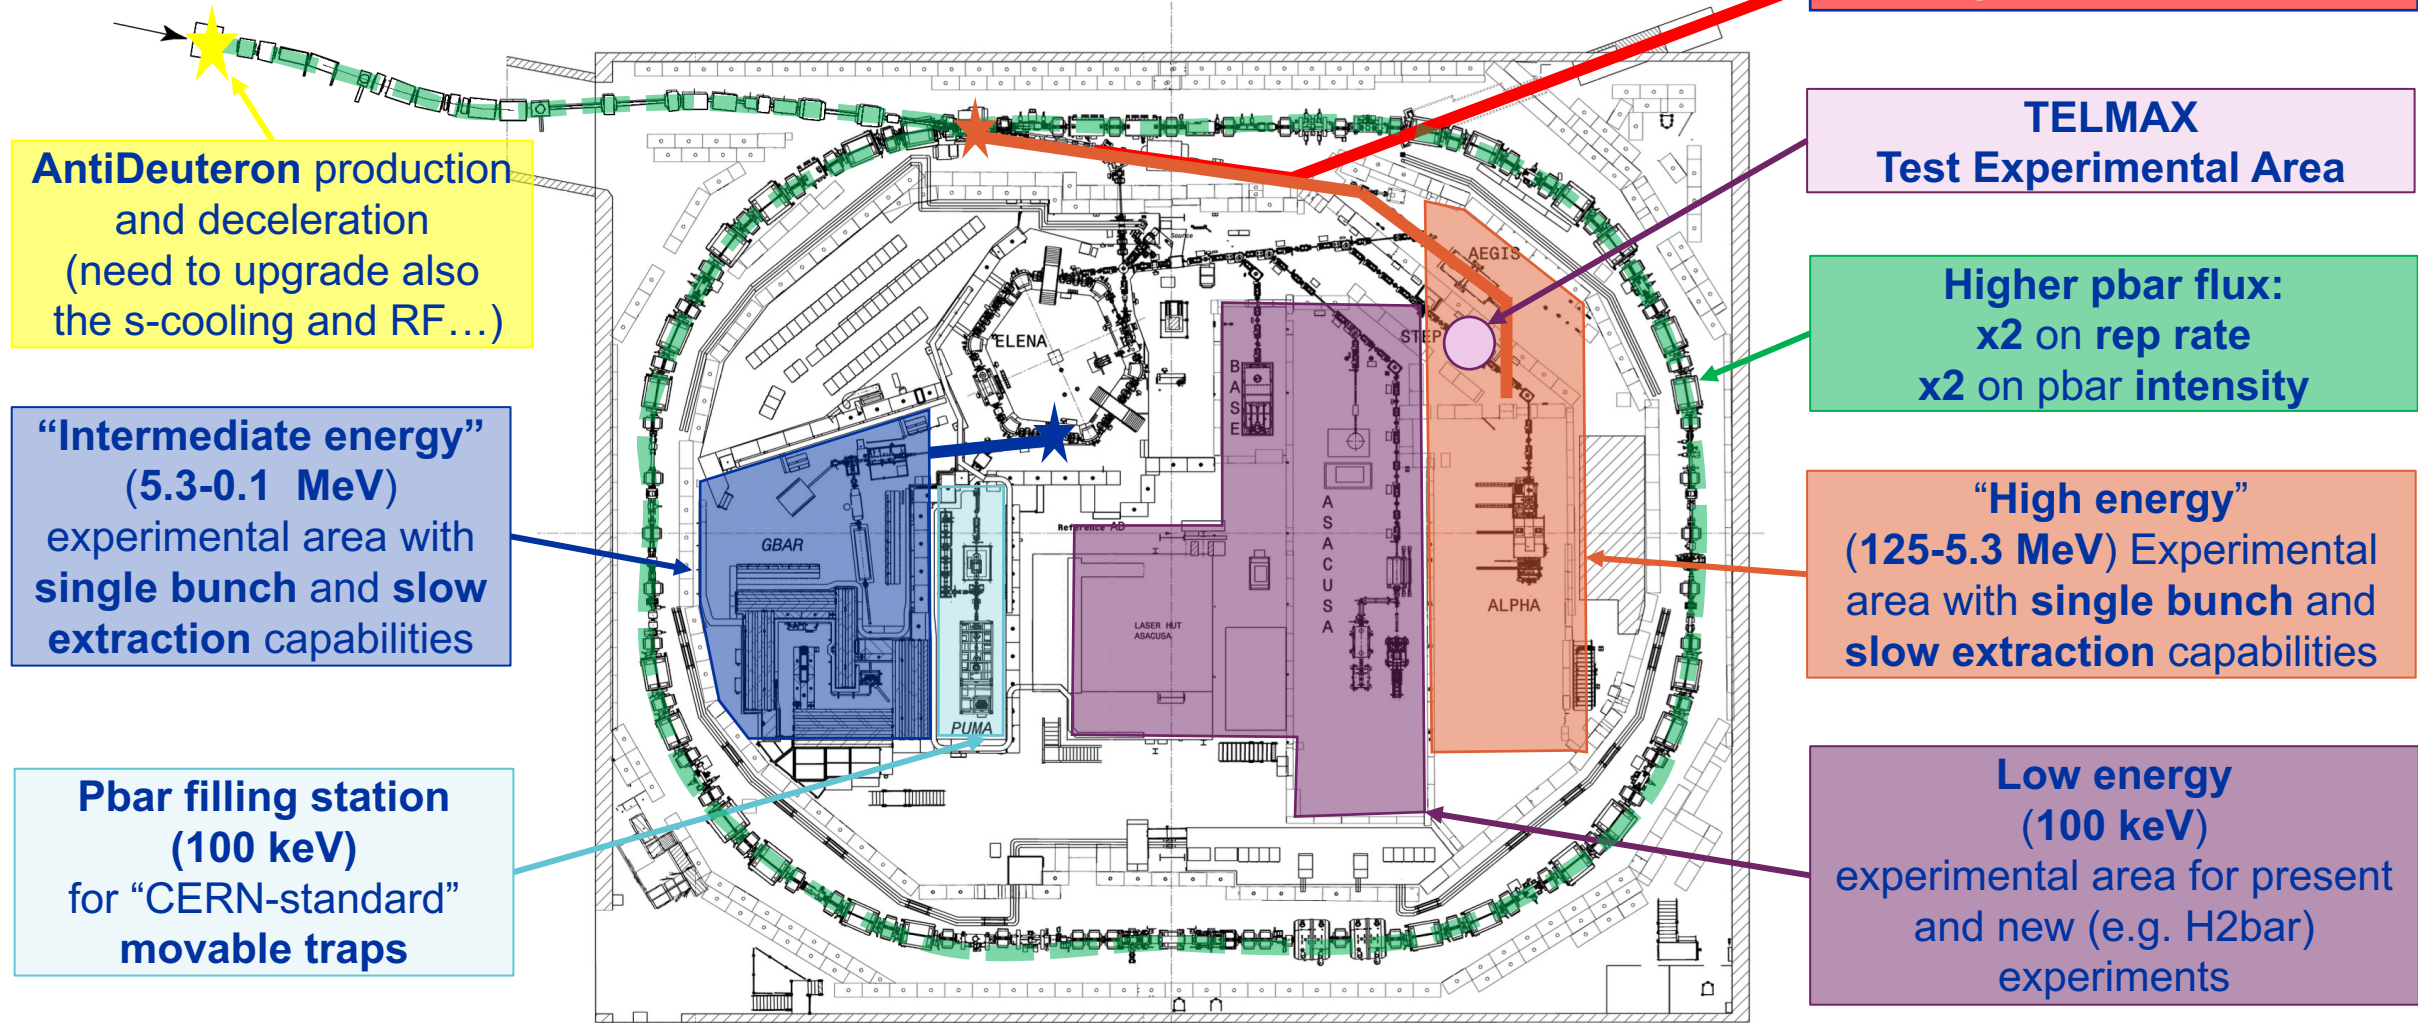 AntiDeuteron production
and deceleration
(need to upgrade also
the s-cooling and RF…)
“Intermediate energy”
(5.3-0.1 MeV)
experimental area with
single bunch and slow
extraction capabilities
Pbar filling station
(100 keV)
for “CERN-standard”
movable traps
Source
ELENA
AEGIS
STEP
BASE
ASACUSA
Reference AD
GBAR
PUMA
LASER HUT
ASACUSA
ALPHA
TELMAX
Test Experimental Area
Higher pbar flux:
x2 on rep rate
x2 on pbar intensity
“High energy”
(125-5.3 MeV) Experimental
area with single bunch and
slow extraction capabilities
Low energy
(100 keV)
experimental area for present
and new (e.g. H2bar)
experiments